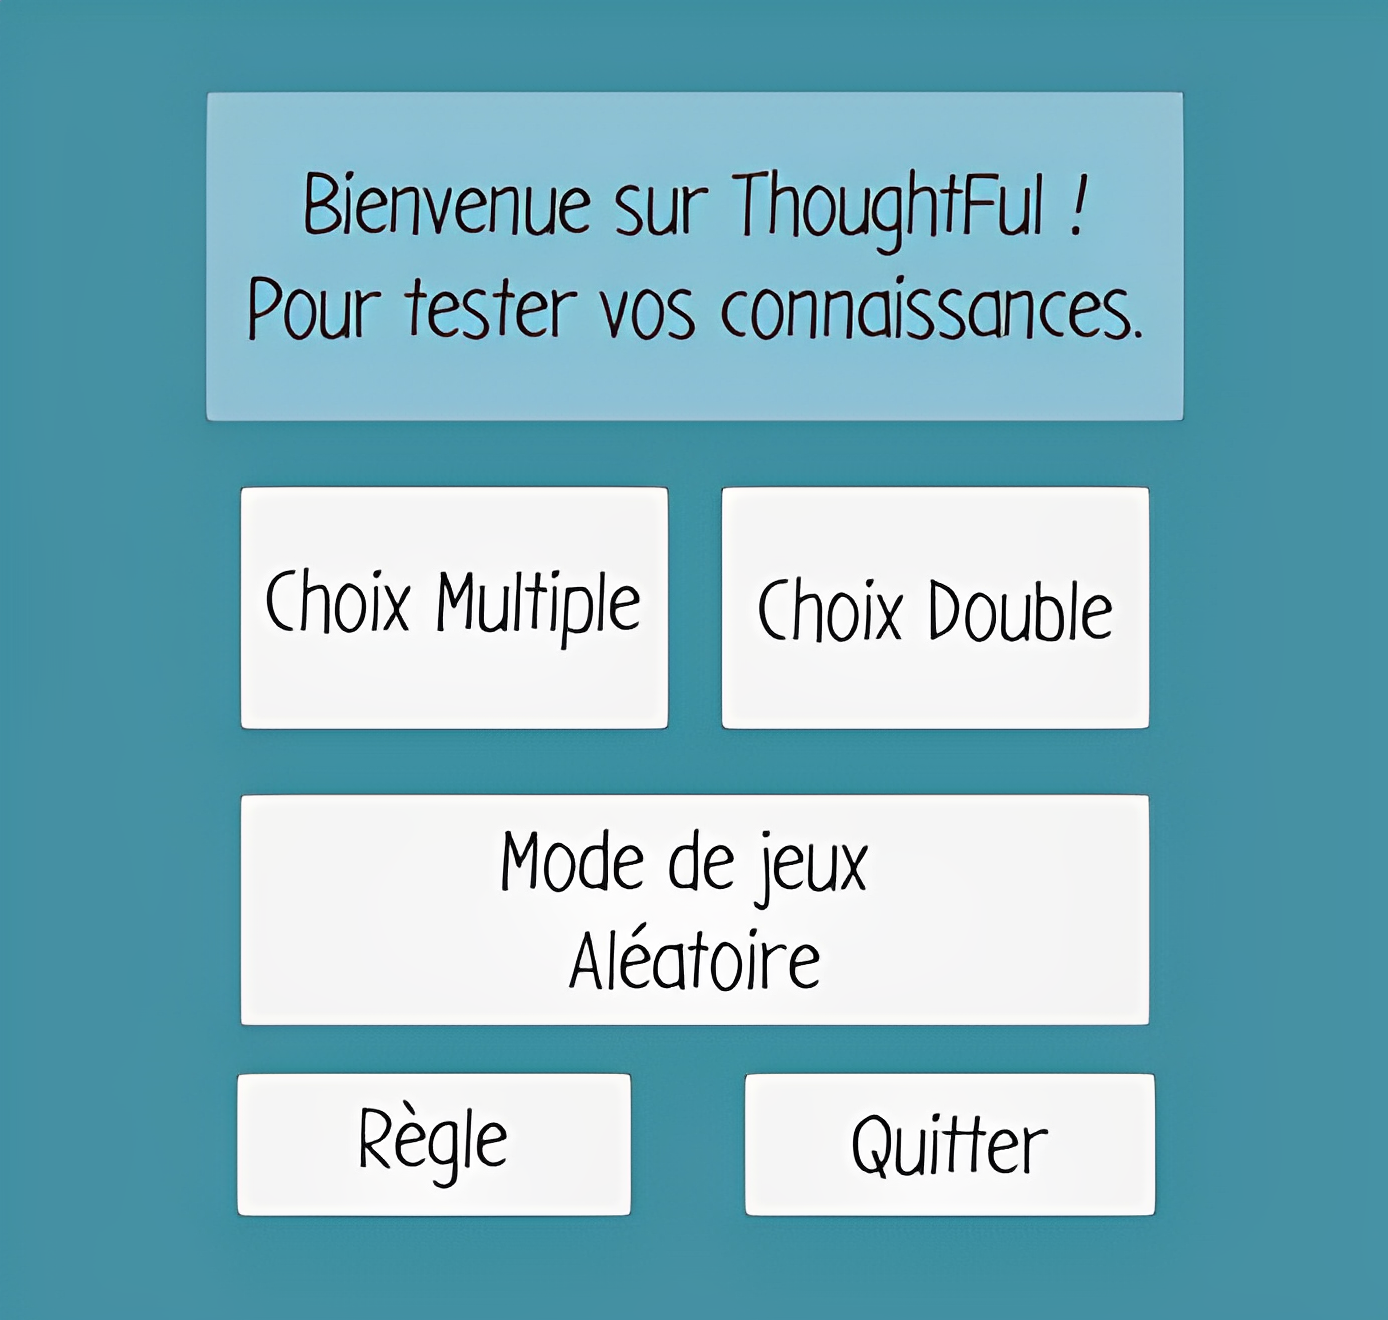 Bienvenue sur ThoughtFul !
Pour tester vos connaissances.
Choix Multiple
Choix Double
Mode de jeux
Aléatoire
Règle
Quitter